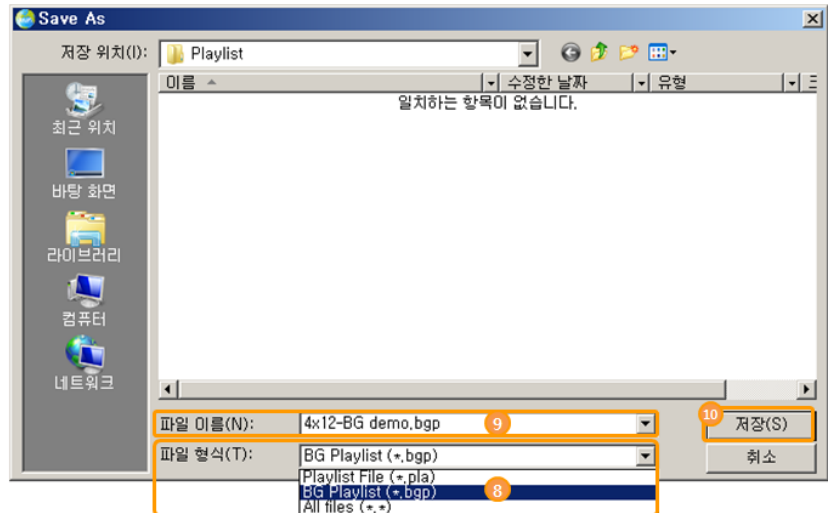 Save As
저장 위치(I): Playlist
이름 수정한 날짜 유형
일치하는 항목이 없습니다.
최근 위치
바탕 화면
라이브러리
컴퓨터
네트워크
파일 이름(N): 4x12-BG demo.bgp 9 10 저장(S)
파일 형식(T): BG Playlist (*.bgp) 취소
Playlist File (*.pla)
BG Playlist (*.bgp) 8
All files (*.*)